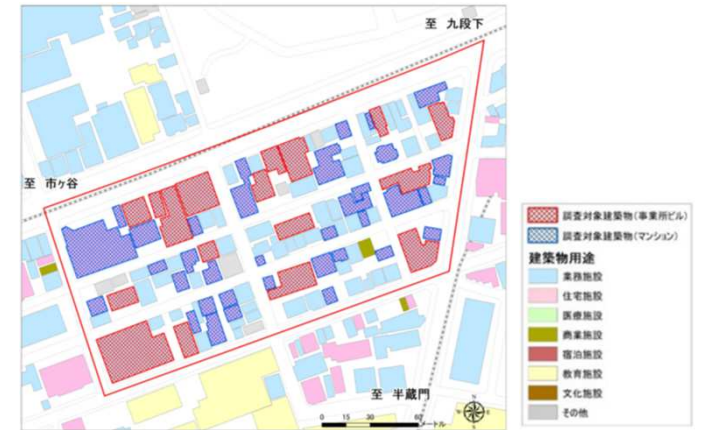 至 九段下
至 市ヶ谷
至 半蔵門
0 15 30 60
メートル
調査対象建築物(事業所ビル)
調査対象建築物(マンション)
建築物用途
業務施設
住宅施設
医療施設
商業施設
宿泊施設
教育施設
文化施設
その他